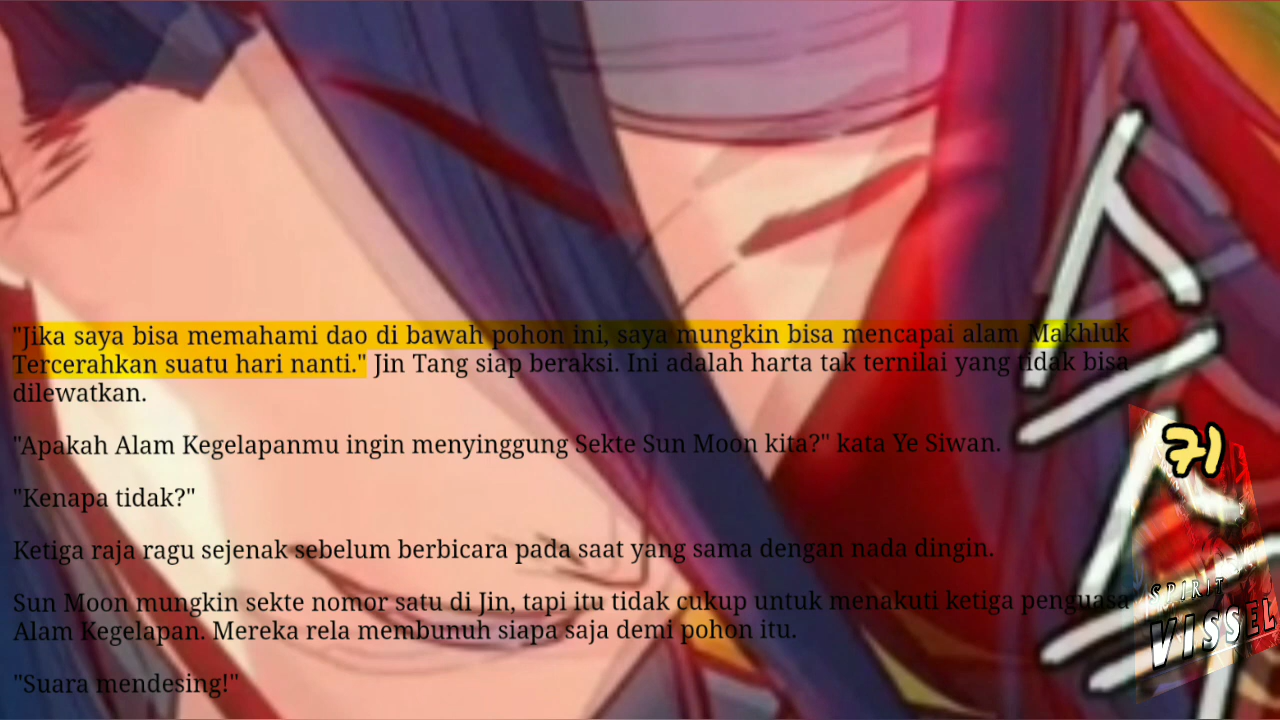 "Jika saya bisa memahami dao di bawah pohon ini, saya mungkin bisa mencapai alam Makhluk
Tercerahkan suatu hari nanti." Jin Tang siap beraksi. Ini adalah harta tak ternilai yang tidak bisa
dilewatkan.
"Apakah Alam Kegelapanmu ingin menyinggung Sekte Sun Moon kita?" kata Ye Siwan.
"Kenapa tidak?"
Ketiga raja ragu sejenak sebelum berbicara pada saat yang sama dengan nada dingin.
Sun Moon mungkin sekte nomor satu di Jin, tapi itu tidak cukup untuk menakuti ketiga penguasa
Alam Kegelapan. Mereka rela membunuh siapa saja demi pohon itu.
"Suara mendesing!"
SPIRIT
VISSEL